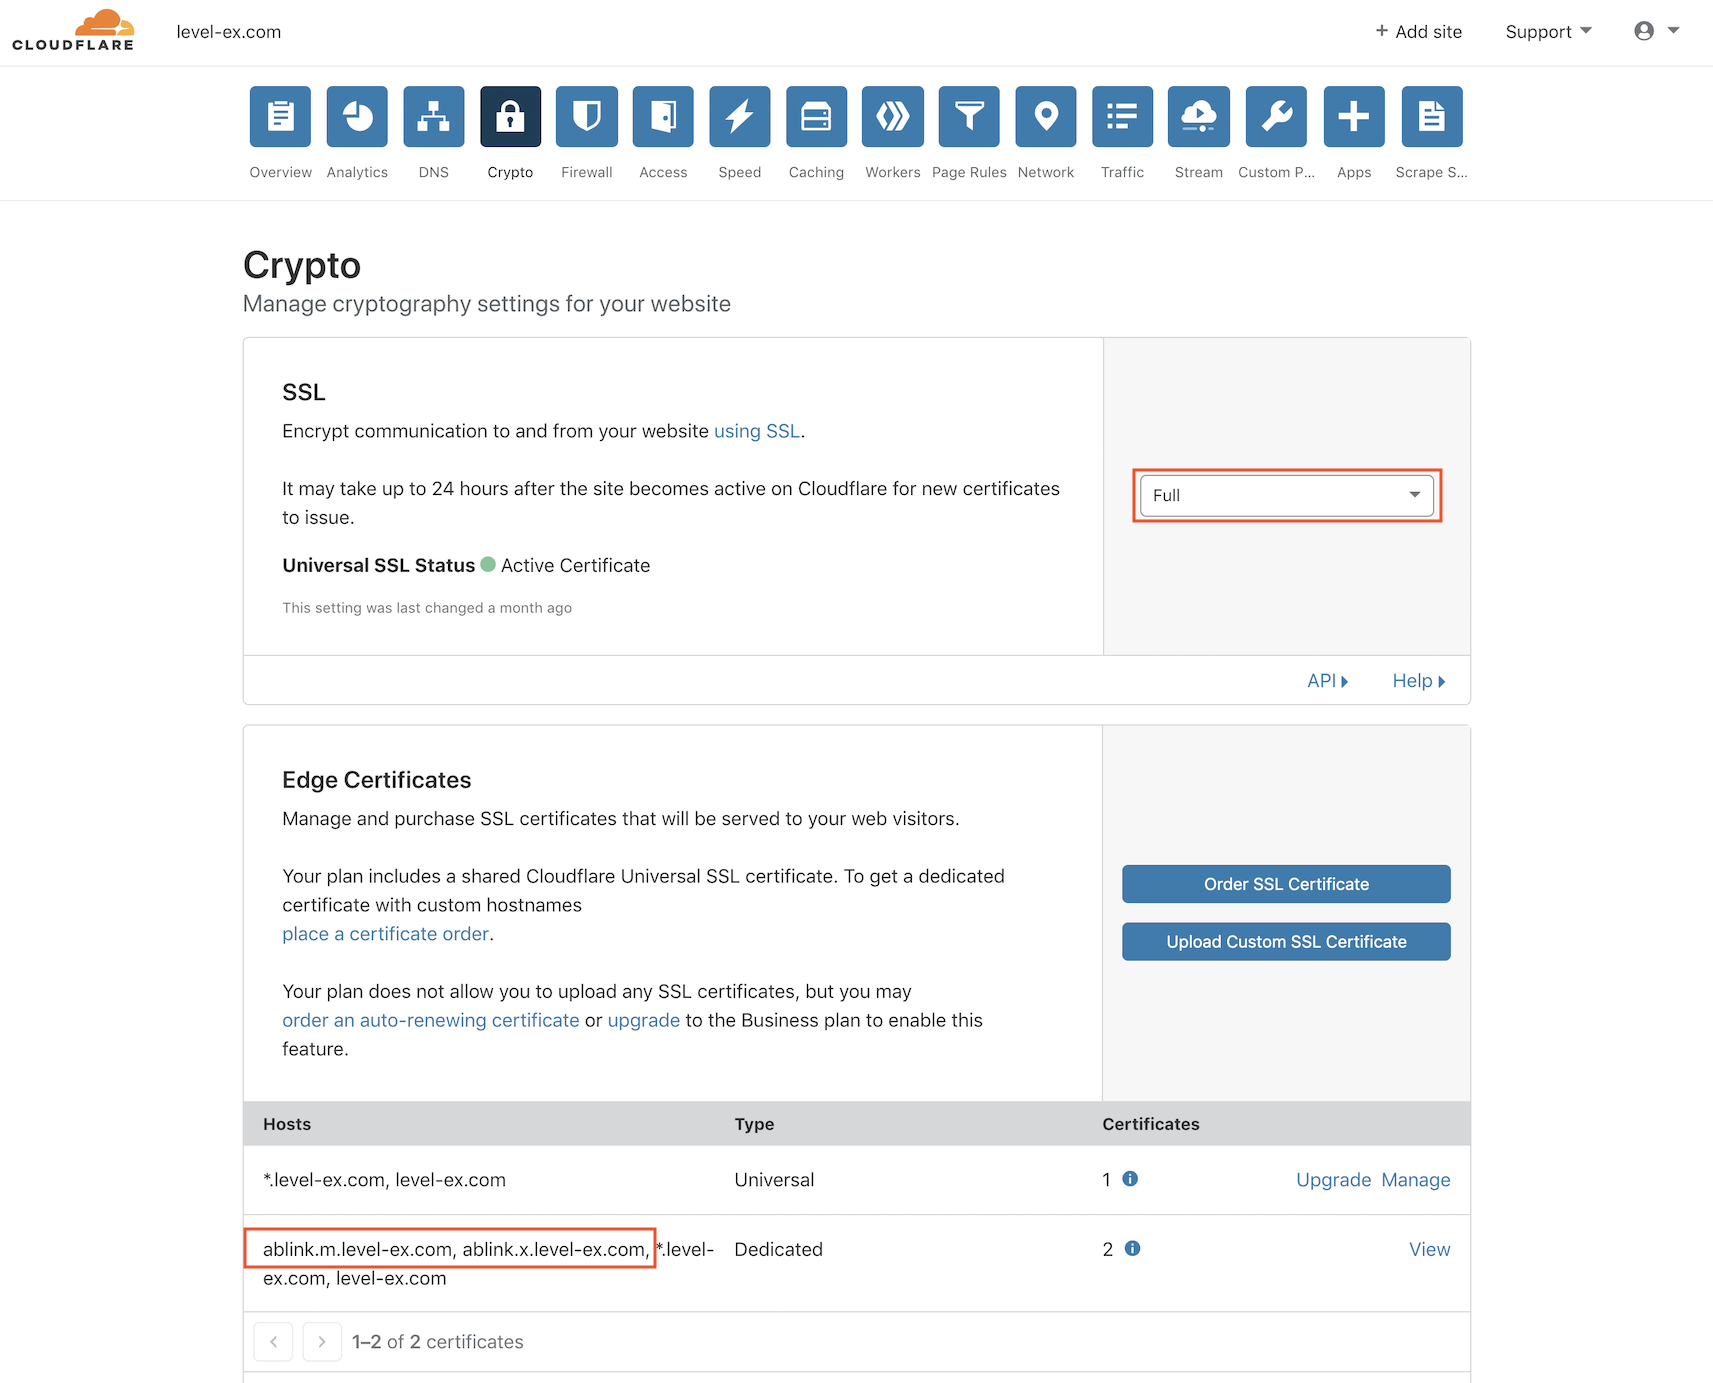 CLOUDFLARE
level-ex.com
+ Add site
Support
Overview
Analytics
DNS
Crypto
Firewall
Access
Speed
Caching
Workers
Page Rules
Network
Traffic
Stream
Custom P...
Apps
Scrape S...
Crypto
Manage cryptography settings for your website
SSL
Encrypt communication to and from your website using SSL.
It may take up to 24 hours after the site becomes active on Cloudflare for new certificates
to issue.
Universal SSL Status Active Certificate
This setting was last changed a month ago
Full
API
Help
Edge Certificates
Manage and purchase SSL certificates that will be served to your web visitors.
Your plan includes a shared Cloudflare Universal SSL certificate. To get a dedicated
certificate with custom hostnames
place a certificate order.
Your plan does not allow you to upload any SSL certificates, but you may
order an auto-renewing certificate or upgrade to the Business plan to enable this
feature.
Order SSL Certificate
Upload Custom SSL Certificate
Hosts Type Certificates
*.level-ex.com, level-ex.com Universal 1 Upgrade Manage
ablink.m.level-ex.com, ablink.x.level-ex.com, *.level- Dedicated 2 View
ex.com, level-ex.com
1–2 of 2 certificates